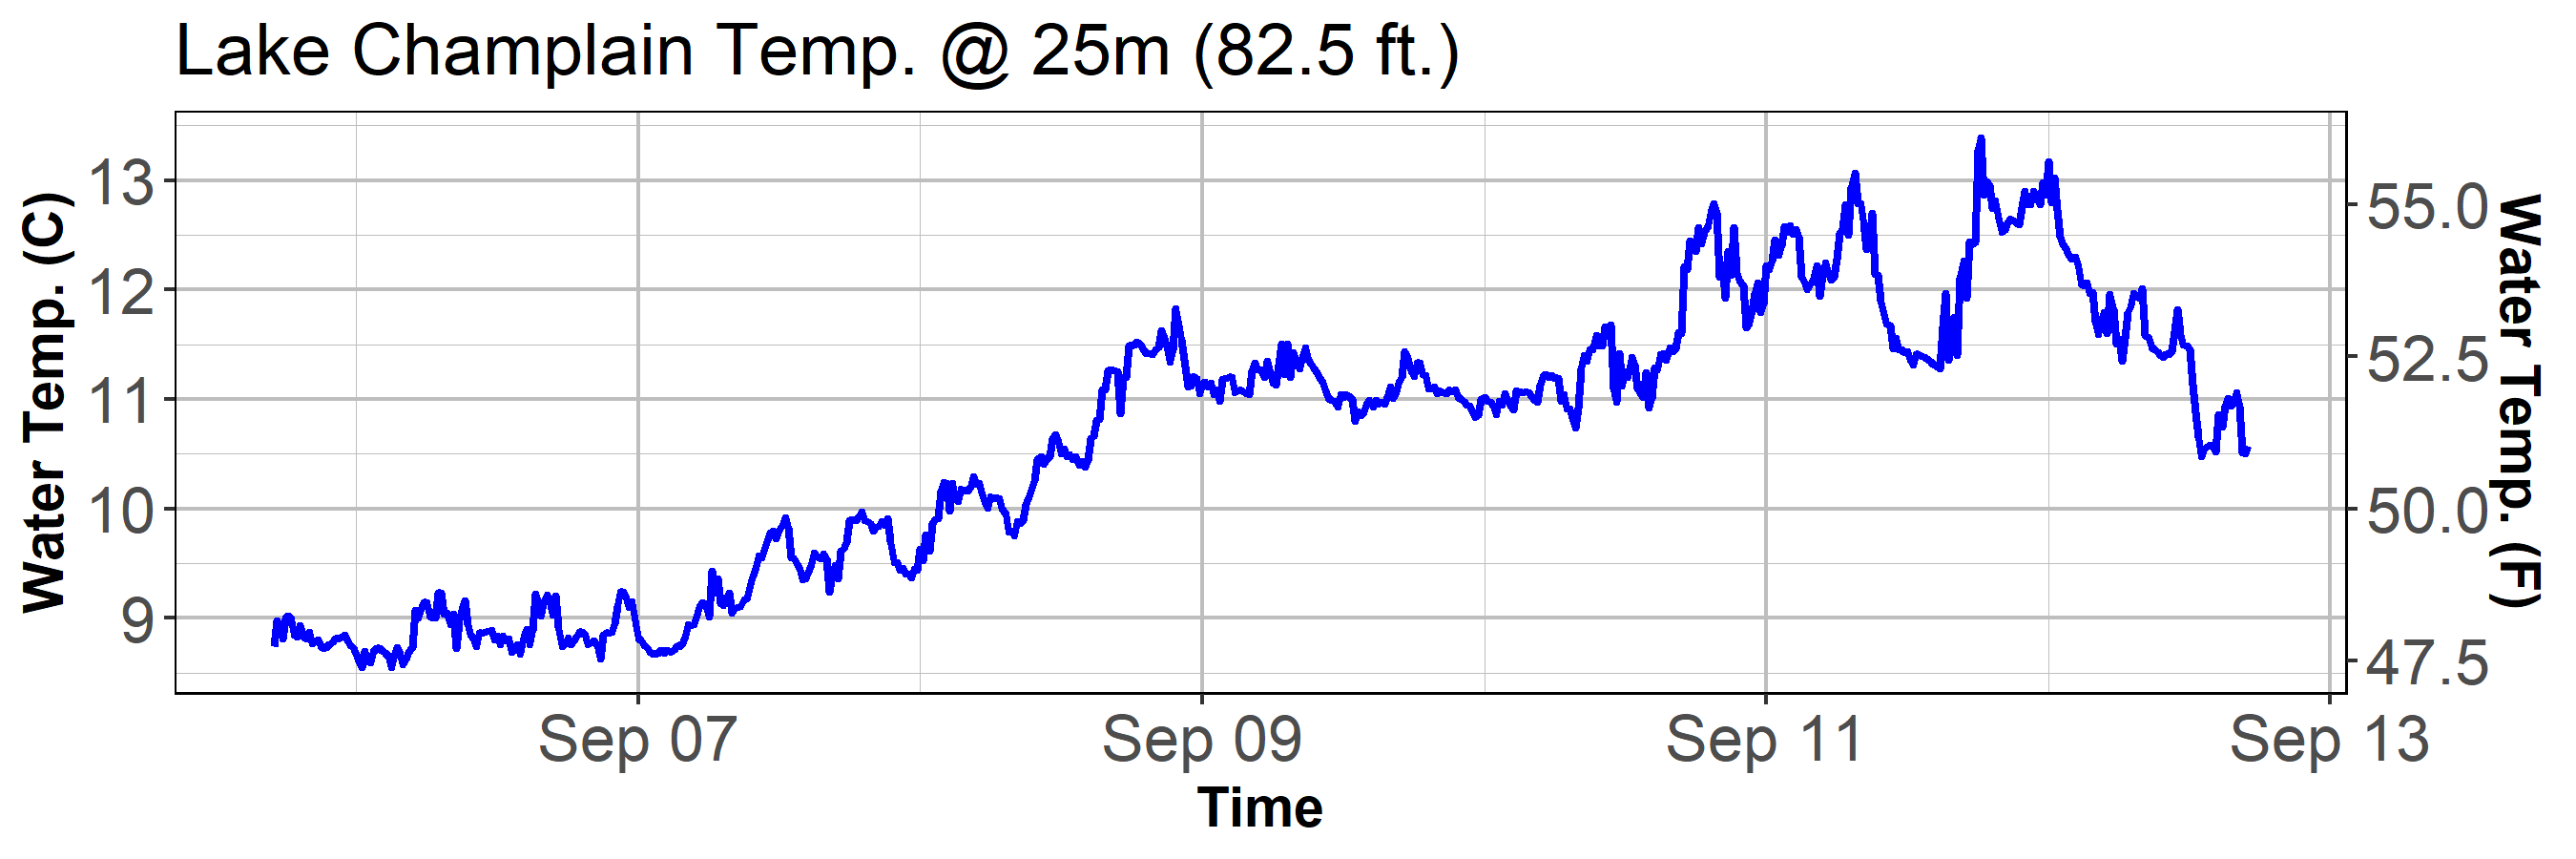 Lake Champlain Temp. @ 25m (82.5 ft.)
Water Temp. (C)
13
12
11
10
9
55.0
52.5
50.0
47.5
Water Temp. (F)
Sep 07 Sep 09 Sep 11 Sep 13
Time